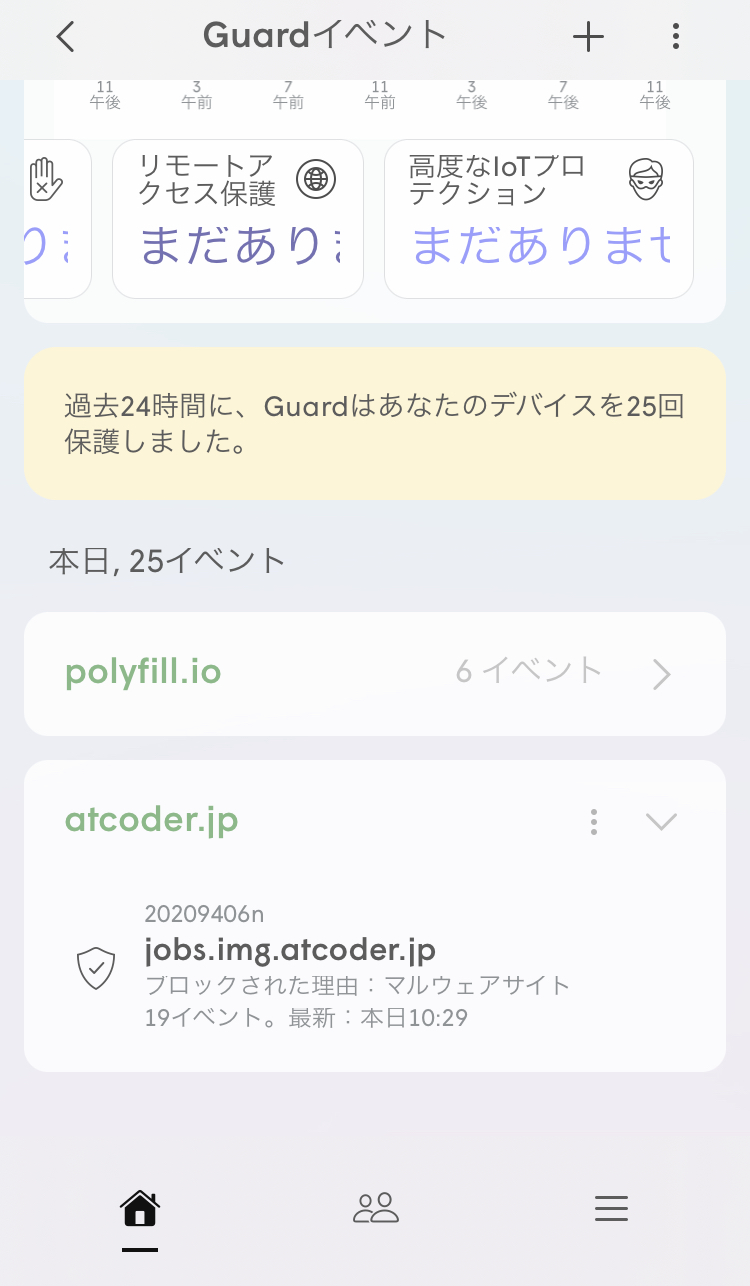 Guardイベント
11 3 7 11 3 7 11
午後 午前 午前 午前 午後 午後 午後
リモートア
クセス保護
まだあり
高度なIoTプロ
テクション
まだありませ
過去24時間に、Guardはあなたのデバイスを25回
保護しました。
本日, 25イベント
polyfill.io 6 イベント
atcoder.jp
20209406n
jobs.img.atcoder.jp
ブロックされた理由：マルウェアサイト
19イベント。最新：本日10:29